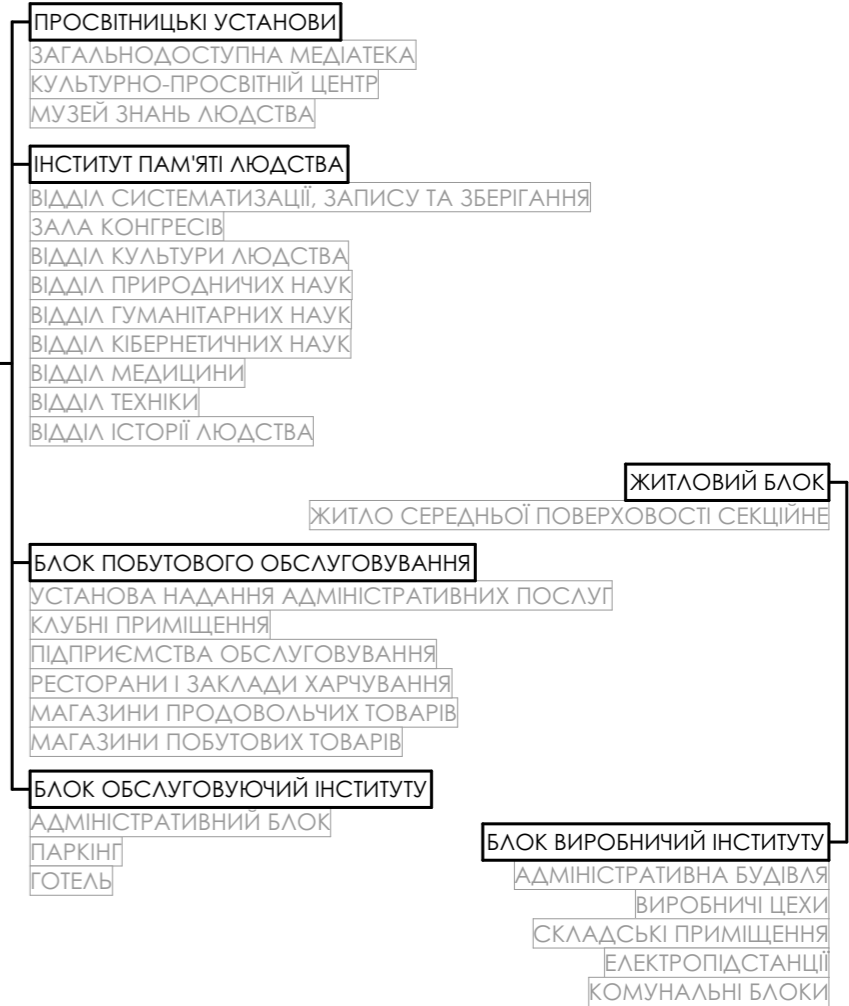 ПРОСВІТНИЦЬКІ УСТАНОВИ
ЗАГАЛЬНОДОСТУПНА МЕДІАТЕКА
КУЛЬТУРНО-ПРОСВІТНІЙ ЦЕНТР
МУЗЕЙ ЗНАНЬ ЛЮДСТВА
ІНСТИТУТ ПАМ'ЯТІ ЛЮДСТВА
ВІДДІЛ СИСТЕМАТИЗАЦІЇ, ЗАПИСУ ТА ЗБЕРІГАННЯ
ЗАЛА КОНГРЕСІВ
ВІДДІЛ КУЛЬТУРИ ЛЮДСТВА
ВІДДІЛ ПРИРОДНИЧИХ НАУК
ВІДДІЛ ГУМАНІТАРНИХ НАУК
ВІДДІЛ КІБЕРНЕТИЧНИХ НАУК
ВІДДІЛ МЕДИЦИНИ
ВІДДІЛ ТЕХНІКИ
ВІДДІЛ ІСТОРІЇ ЛЮДСТВА
ЖИТЛОВИЙ БЛОК
ЖИТЛО СЕРЕДНЬОЇ ПОВЕРХОВОСТІ СЕКЦІЙНЕ
БЛОК ПОБУТОВОГО ОБСЛУГОВУВАННЯ
УСТАНОВА НАДАННЯ АДМІНІСТРАТИВНИХ ПОСЛУГ
КЛУБНІ ПРИМІЩЕННЯ
ПІДПРИЄМСТВА ОБСЛУГОВУВАННЯ
РЕСТОРАНИ І ЗАКЛАДИ ХАРЧУВАННЯ
МАГАЗИНИ ПРОДОВОЛЬЧИХ ТОВАРІВ
МАГАЗИНИ ПОБУТОВИХ ТОВАРІВ
БЛОК ОБСЛУГОВУЮЧИЙ ІНСТИТУТУ
АДМІНІСТРАТИВНИЙ БЛОК
ПАРКІНГ
ГОТЕЛЬ
БЛОК ВИРОБНИЧИЙ ІНСТИТУТУ
АДМІНІСТРАТИВНА БУДІВЛЯ
ВИРОБНИЧІ ЦЕХИ
СКЛАДСЬКІ ПРИМІЩЕННЯ
ЕЛЕКТРОПІДСТАНЦІЇ
КОМУНАЛЬНІ БЛОКИ